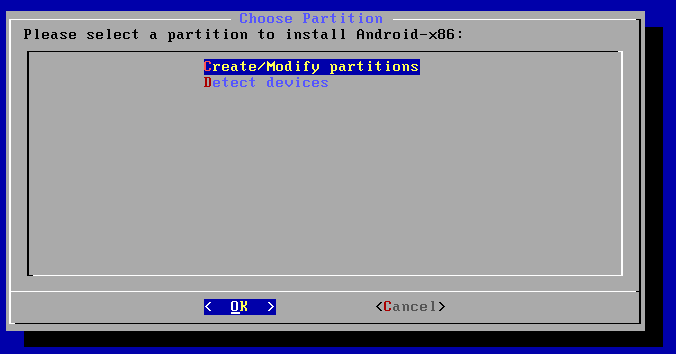 Choose Partition
Please select a partition to install Android-x86:
Create/Modify partitions
Detect devices
< OK > <Cancel>